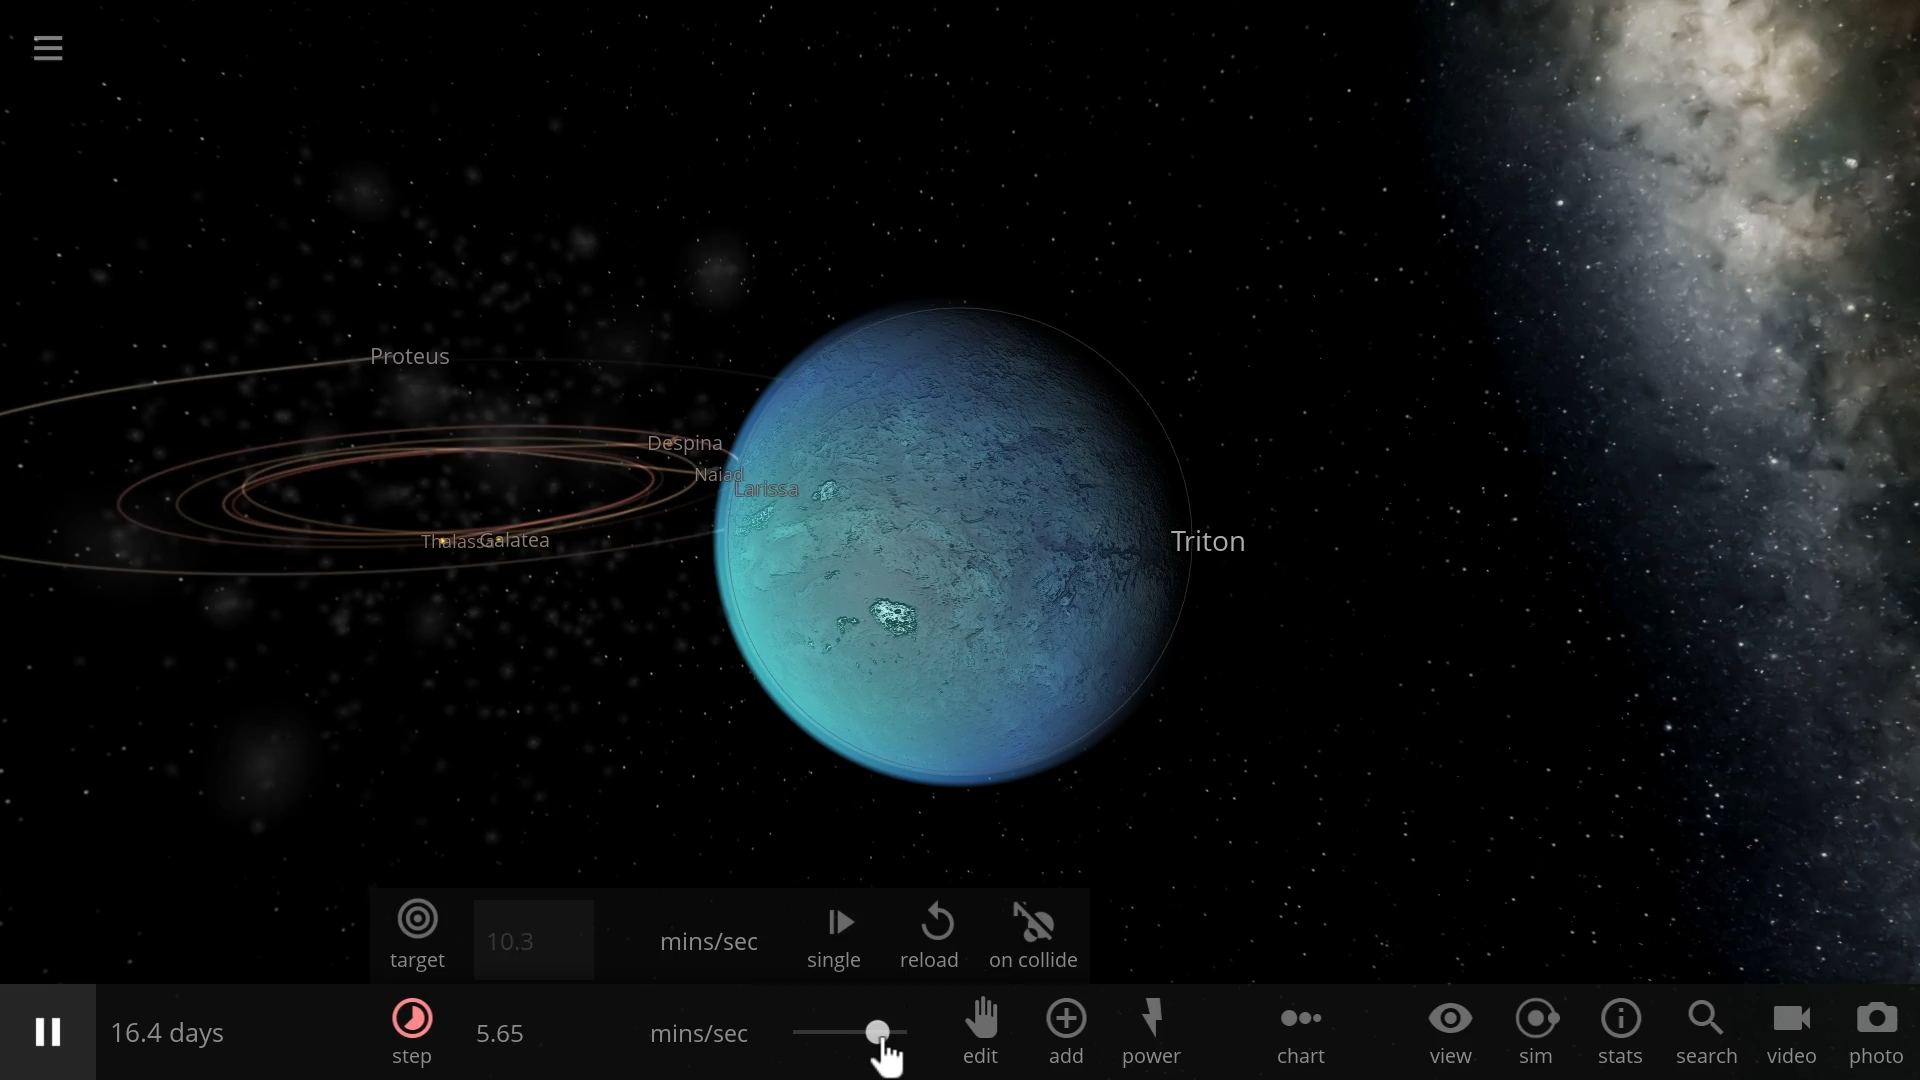 Proteus
Despina
Naiad
Larissa
Thalassa
Galatea
Triton
target
10.3
mins/sec
single
reload
on collide
16.4 days
step
5.65
mins/sec
edit
add
power
chart
view
sim
stats
search
video
photo